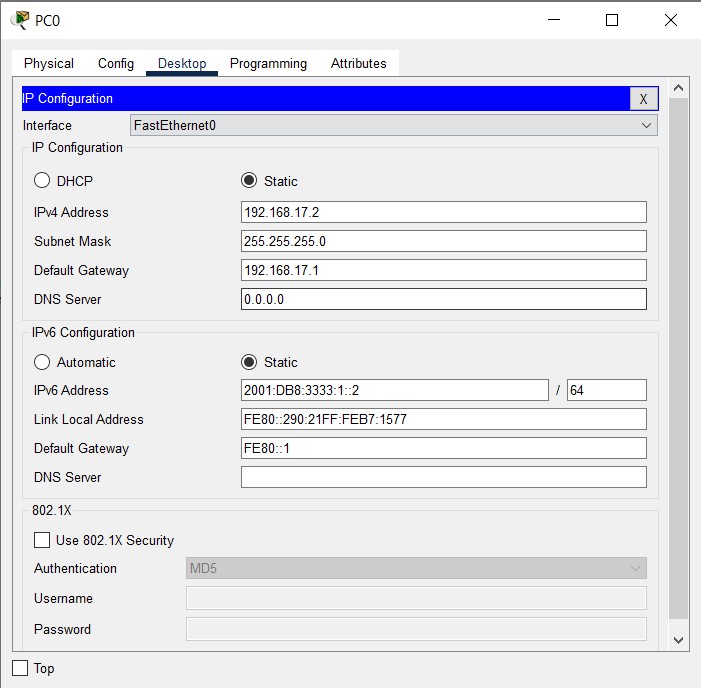 PC0
Physical Config Desktop Programming Attributes
IP Configuration X
Interface FastEthernet0
IP Configuration
DHCP Static
IPv4 Address 192.168.17.2
Subnet Mask 255.255.255.0
Default Gateway 192.168.17.1
DNS Server 0.0.0.0
IPv6 Configuration
Automatic Static
IPv6 Address 2001:DB8:3333:1::2 / 64
Link Local Address FE80::290:21FF:FEB7:1577
Default Gateway FE80::1
DNS Server
802.1X
Use 802.1X Security
Authentication MD5
Username
Password
Top